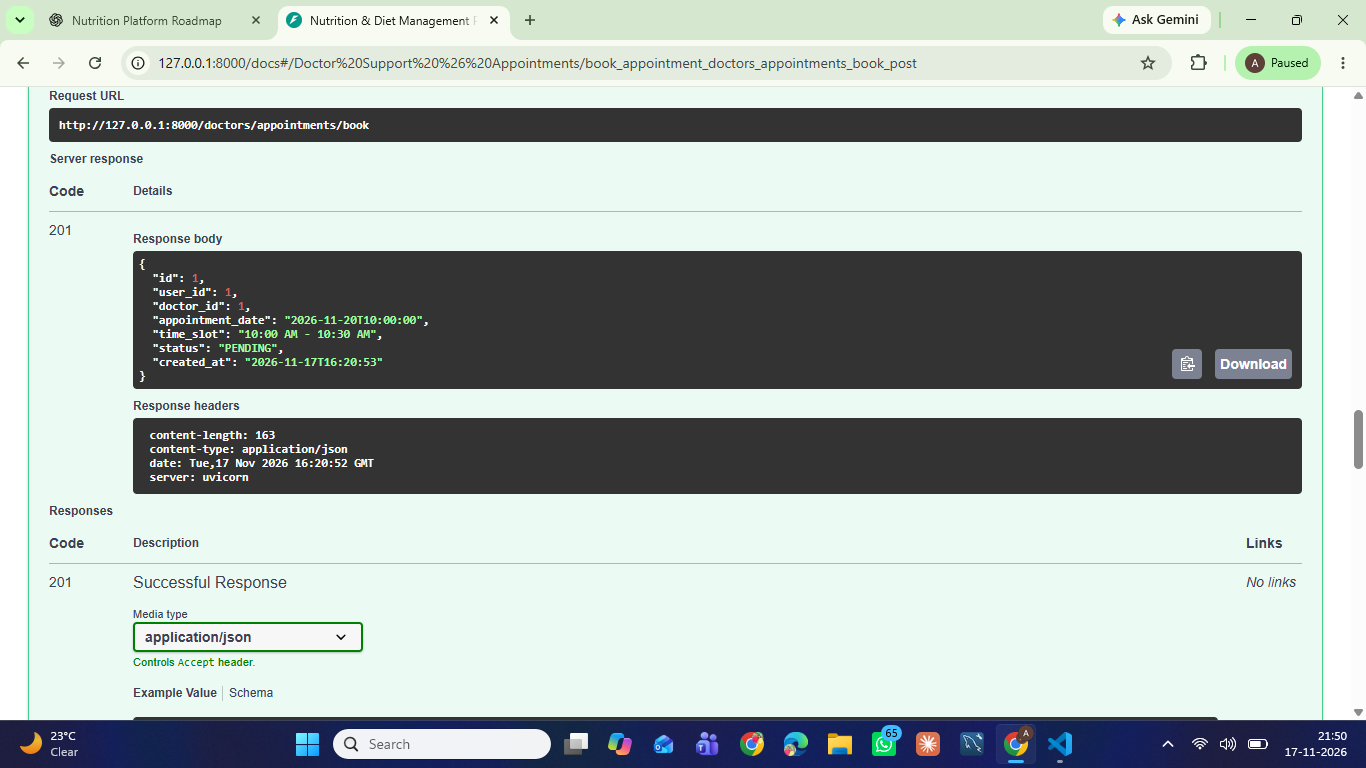 Nutrition Platform Roadmap
Nutrition & Diet Management
Ask Gemini
127.0.0.1:8000/docs#/Doctor%20Support%20%26%20Appointments/book_appointment_doctors_appointments_book_post
A
Paused
Request URL
http://127.0.0.1:8000/doctors/appointments/book
Server response
Code Details
201
Response body
{
"id": 1,
"user_id": 1,
"doctor_id": 1,
"appointment_date": "2026-11-20T10:00:00",
"time_slot": "10:00 AM - 10:30 AM",
"status": "PENDING",
"created_at": "2026-11-17T16:20:53"
}
Download
Response headers
content-length: 163
content-type: application/json
date: Tue,17 Nov 2026 16:20:52 GMT
server: uvicorn
Responses
Code Description Links
201 Successful Response No links
Media type
application/json
Controls Accept header.
Example Value Schema
23°C
Clear
Search
65
A
21:50
17-11-2026